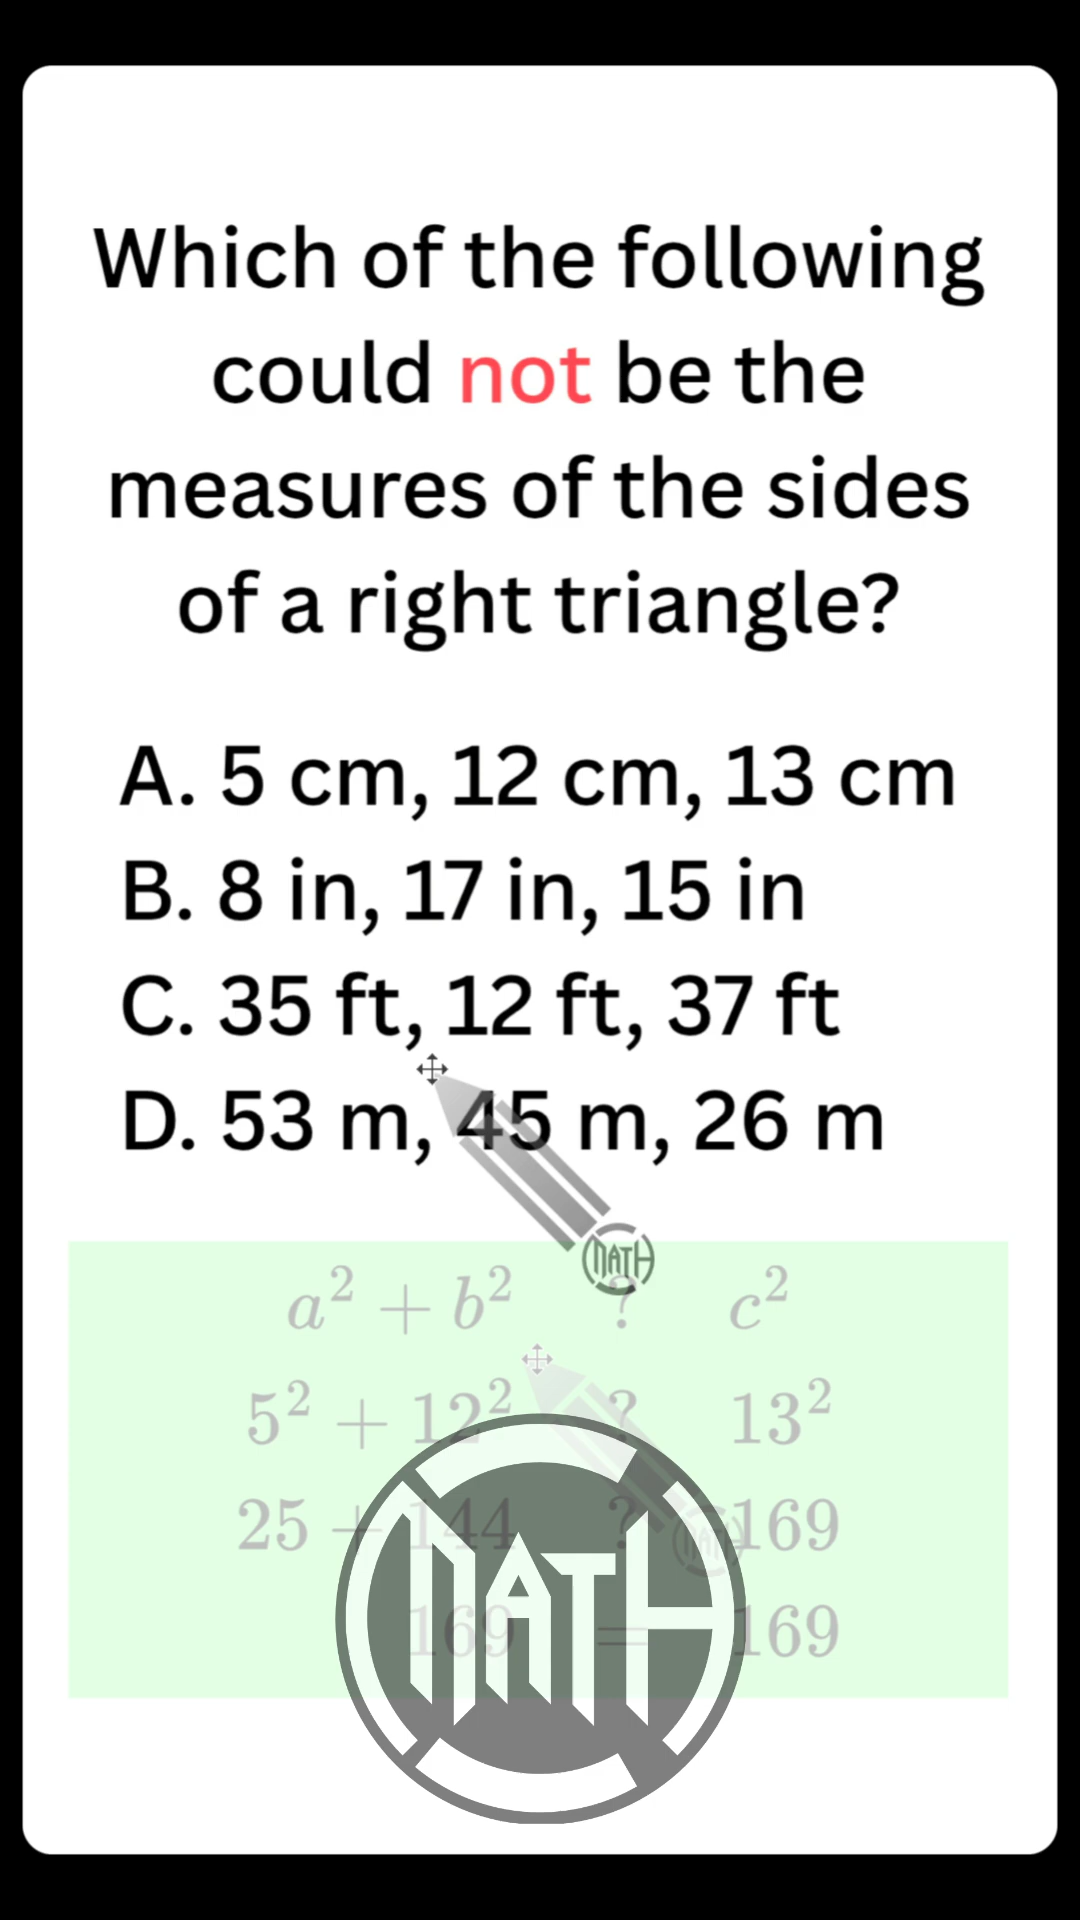 Which of the following
could not be the
measures of the sides
of a right triangle?
A. 5 cm, 12 cm, 13 cm
B. 8 in, 17 in, 15 in
C. 35 ft, 12 ft, 37 ft
D. 53 m, 45 m, 26 m
MATH
a² + b² ? c²
5² + 12² ? 13²
25 + 144 ? 169
MATH
169 = 169
MATH